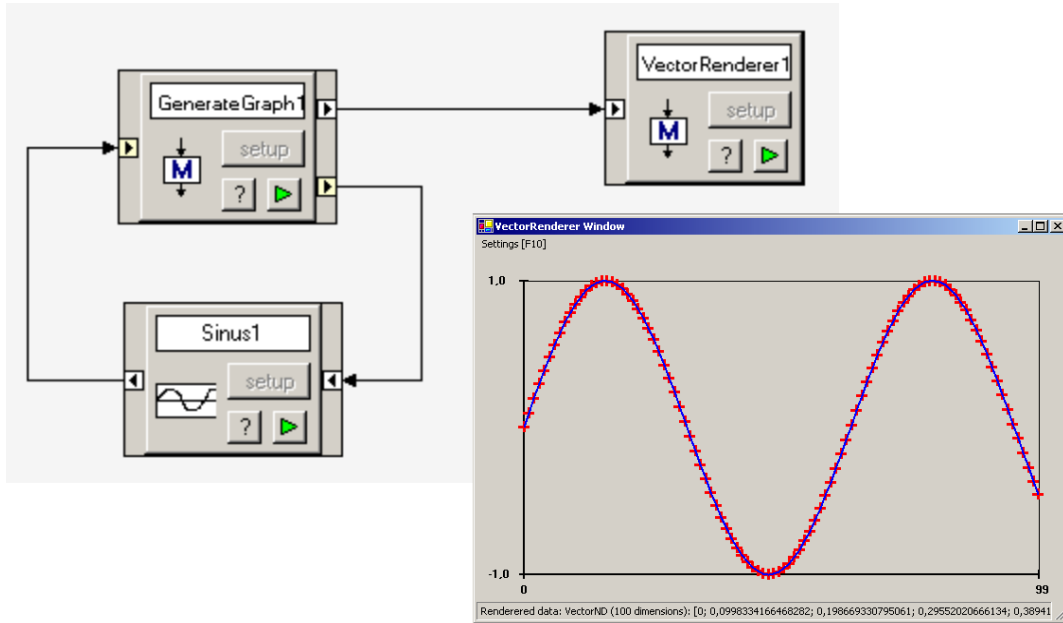 VectorRenderer1
GenerateGraph1
setup
M
?
setup
M
?
VectorRenderer Window
Settings [F10]
1,0
Sinus1
setup
?
-1,0
0
99
Renderered data: VectorND (100 dimensions): [0; 0,0998334166468282; 0,198669330795061; 0,29552020666134; 0,38941